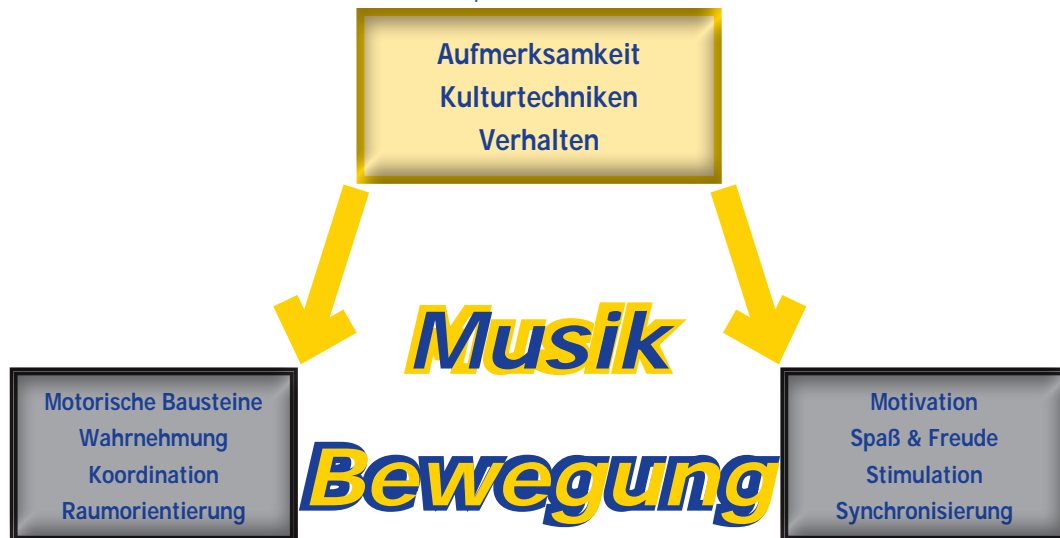 Aufmerksamkeit
Kulturtechniken
Verhalten
Musik
Bewegung
Motorische Bausteine
Wahrnehmung
Koordination
Raumorientierung
Motivation
Spaß & Freude
Stimulation
Synchronisierung